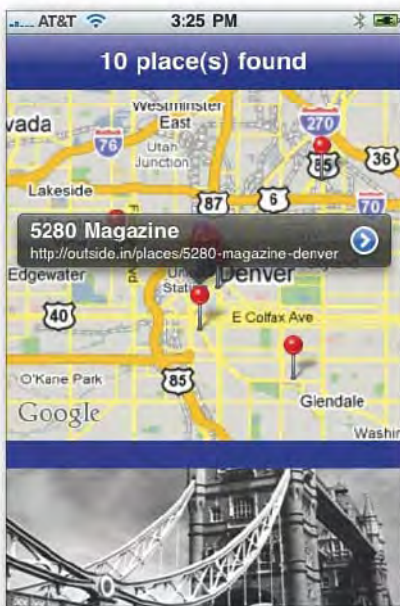 AT&T 3:25 PM
10 place(s) found
Westminster
East
vada
76
Utah
Junction
270
85
36
Lakeside
87
6
70
5280 Magazine
http://outside.in/places/5280-magazine-denver
Edgewater
Denver
40
E Colfax Ave
O'Kane Park
85
Glendale
Google
Washin